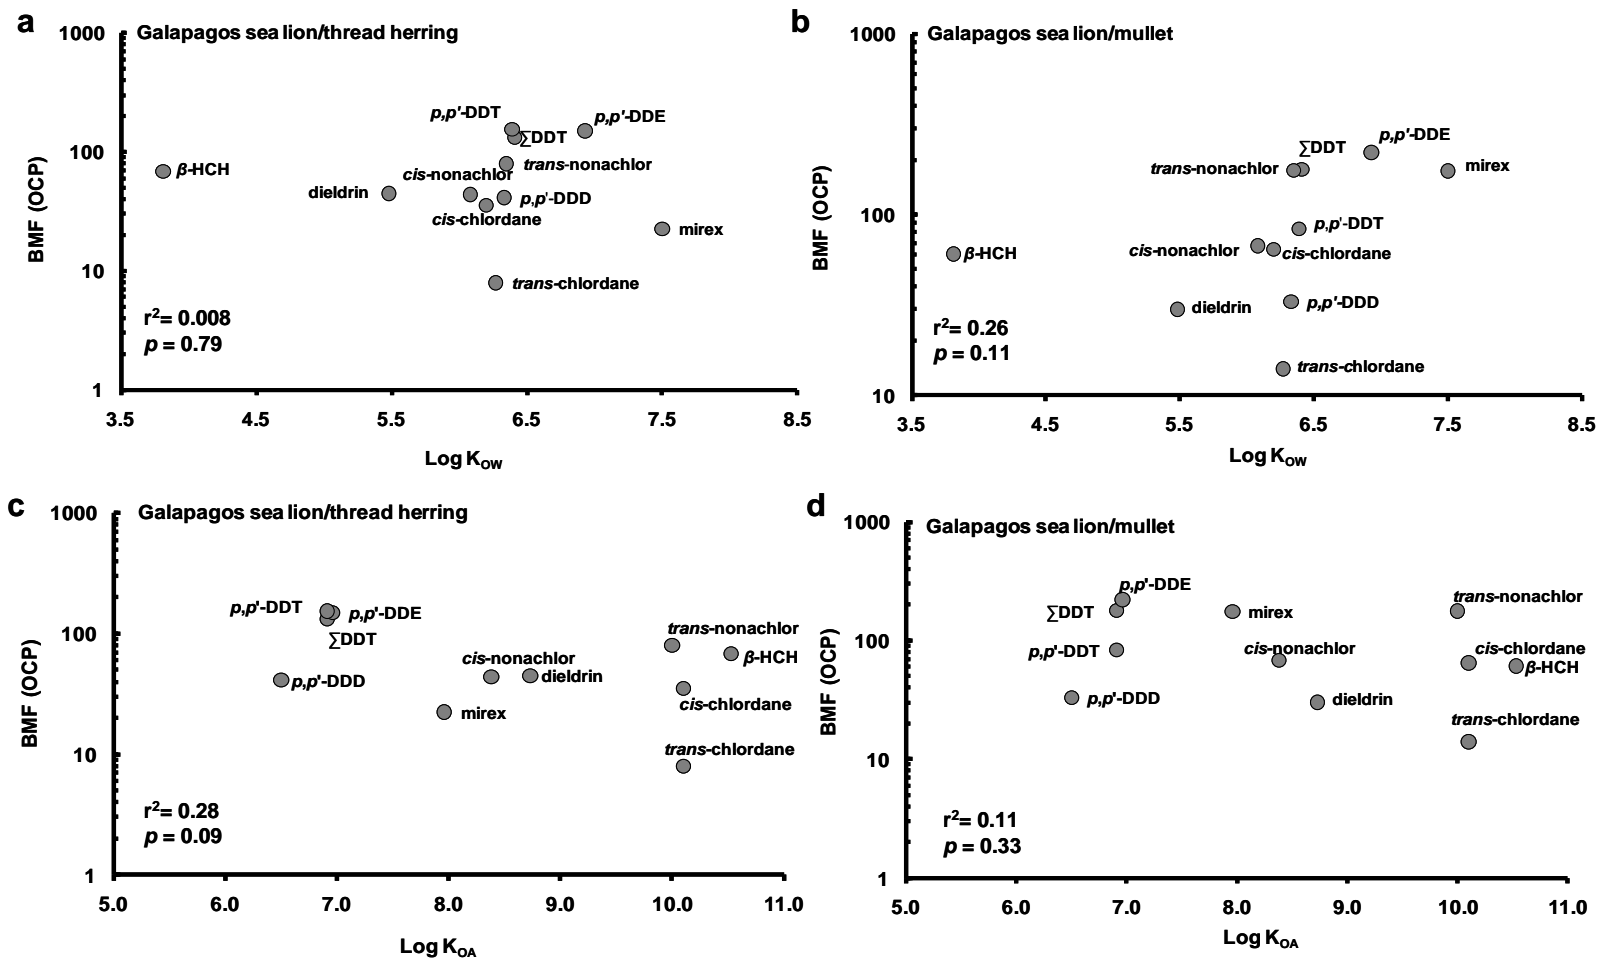 a
Galapagos sea lion/thread herring
1000
100
10
1
BMF (OCP)
p,p'-DDT
p,p'-DDE
∑DDT
β-HCH
cis-nonachlor
trans-nonachlor
dieldrin
p,p'-DDD
cis-chlordane
mirex
trans-chlordane
r²= 0.008
p = 0.79
3.5 4.5 5.5 6.5 7.5 8.5
Log KOW
b
Galapagos sea lion/mullet
1000
100
10
BMF (OCP)
p,p'-DDE
∑DDT
trans-nonachlor
mirex
p,p'-DDT
cis-nonachlor
cis-chlordane
β-HCH
dieldrin
p,p'-DDD
trans-chlordane
r²= 0.26
p = 0.11
3.5 4.5 5.5 6.5 7.5 8.5
Log KOW
c
Galapagos sea lion/thread herring
1000
100
10
1
BMF (OCP)
p,p'-DDT
p,p'-DDE
∑DDT
trans-nonachlor
cis-nonachlor
β-HCH
p,p'-DDD
dieldrin
mirex
cis-chlordane
trans-chlordane
r²= 0.28
p = 0.09
5.0 6.0 7.0 8.0 9.0 10.0 11.0
Log KOA
d
Galapagos sea lion/mullet
1000
100
10
1
BMF (OCP)
p,p'-DDE
∑DDT
mirex
trans-nonachlor
p,p'-DDT
cis-nonachlor
cis-chlordane
β-HCH
p,p'-DDD
dieldrin
trans-chlordane
r²= 0.11
p = 0.33
5.0 6.0 7.0 8.0 9.0 10.0 11.0
Log KOA